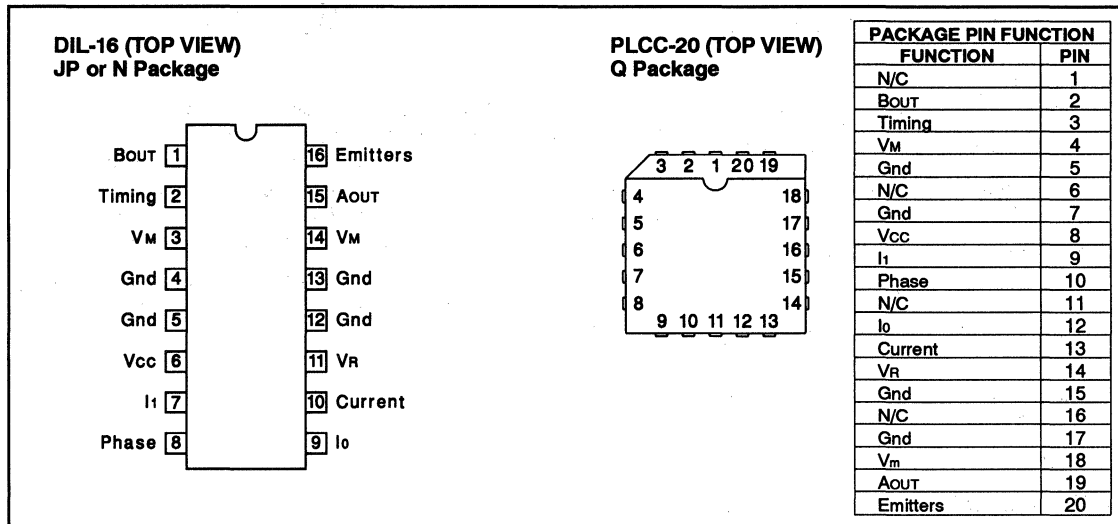 DIL-16 (TOP VIEW)
JP or N Package
BOUT 1
Timing 2
VM 3
Gnd 4
Gnd 5
Vcc 6
I1 7
Phase 8
16 Emitters
15 AOUT
14 VM
13 Gnd
12 Gnd
11 VR
10 Current
9 I0
PLCC-20 (TOP VIEW)
Q Package
3 2 1 20 19
4
5
6
7
8
18
17
16
15
14
9 10 11 12 13
PACKAGE PIN FUNCTION
FUNCTION PIN
N/C 1
BOUT 2
Timing 3
VM 4
Gnd 5
N/C 6
Gnd 7
Vcc 8
I1 9
Phase 10
N/C 11
I0 12
Current 13
VR 14
Gnd 15
N/C 16
Gnd 17
Vm 18
AOUT 19
Emitters 20